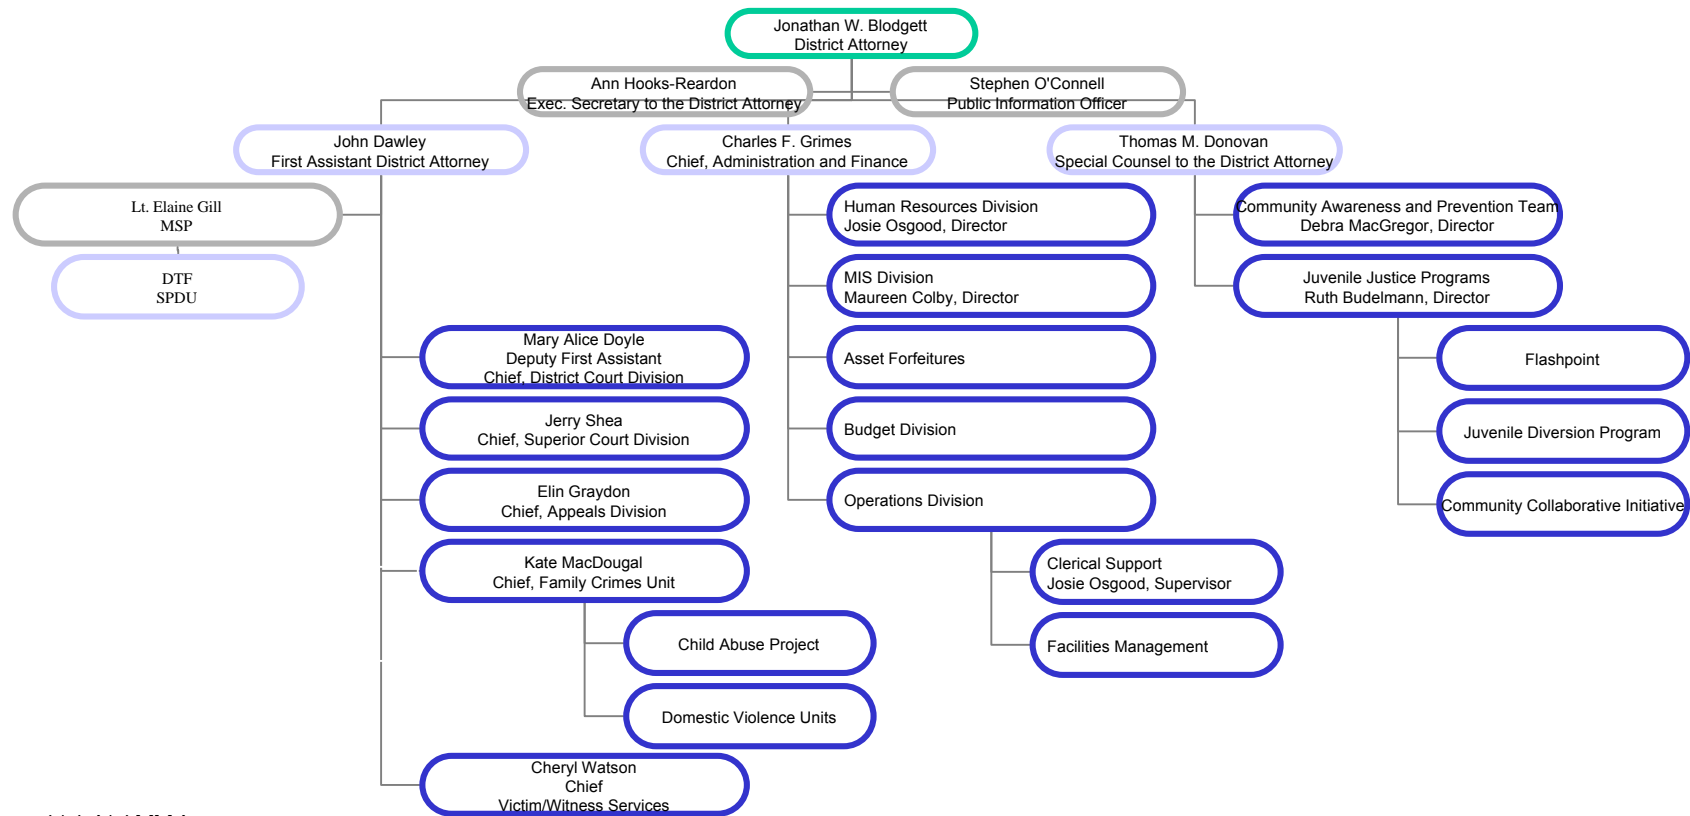 Jonathan W. Blodgett
District Attorney
Ann Hooks-Reardon
Exec. Secretary to the District Attorney
Stephen O'Connell
Public Information Officer
John Dawley
First Assistant District Attorney
Charles F. Grimes
Chief, Administration and Finance
Thomas M. Donovan
Special Counsel to the District Attorney
Lt. Elaine Gill
MSP
DTF
SPDU
Mary Alice Doyle
Deputy First Assistant
Chief, District Court Division
Jerry Shea
Chief, Superior Court Division
Elin Graydon
Chief, Appeals Division
Kate MacDougal
Chief, Family Crimes Unit
Child Abuse Project
Domestic Violence Units
Cheryl Watson
Chief
Victim/Witness Services
Human Resources Division
Josie Osgood, Director
MIS Division
Maureen Colby, Director
Asset Forfeitures
Budget Division
Operations Division
Clerical Support
Josie Osgood, Supervisor
Facilities Management
Community Awareness and Prevention Team
Debra MacGregor, Director
Juvenile Justice Programs
Ruth Budelmann, Director
Flashpoint
Juvenile Diversion Program
Community Collaborative Initiative